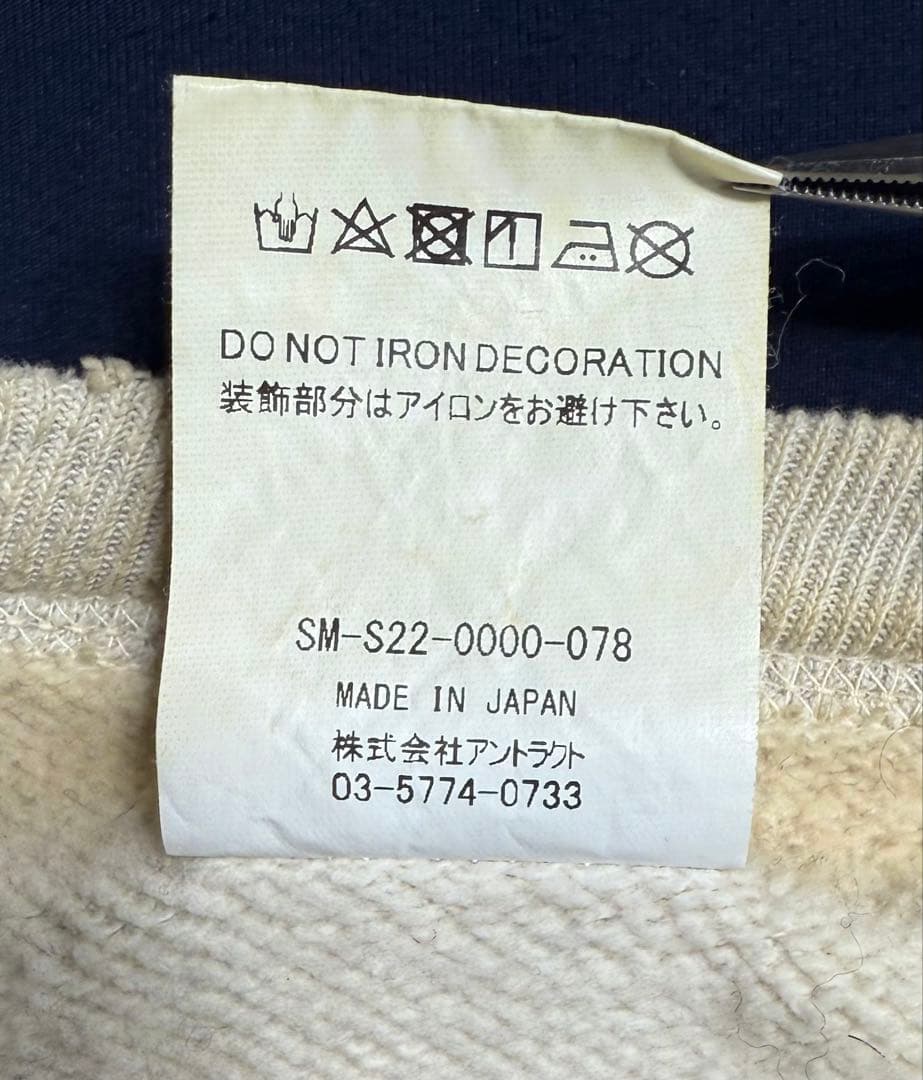 DO NOT IRON DECORATION
装飾部分はアイロンをお避け下さい。
SM-S22-0000-078
MADE IN JAPAN
株式会社アントラクト
03-5774-0733